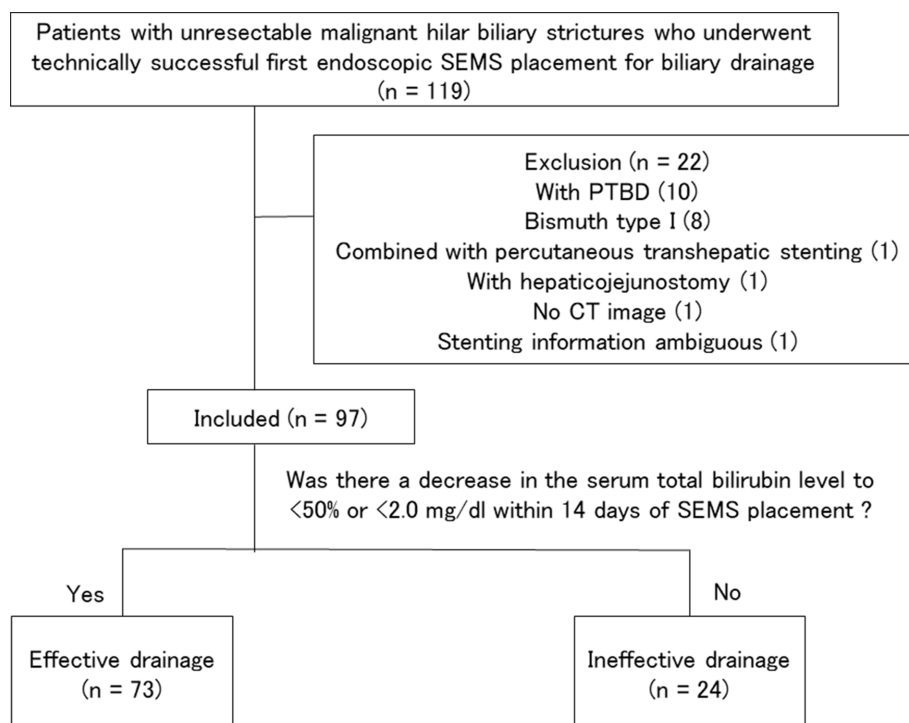 Patients with unresectable malignant hilar biliary strictures who underwent
technically successful first endoscopic SEMS placement for biliary drainage
(n = 119)
Exclusion (n = 22)
With PTBD (10)
Bismuth type I (8)
Combined with percutaneous transhepatic stenting (1)
With hepaticojejunostomy (1)
No CT image (1)
Stenting information ambiguous (1)
Included (n = 97)
Was there a decrease in the serum total bilirubin level to
<50% or <2.0 mg/dl within 14 days of SEMS placement ?
Yes
No
Effective drainage
(n = 73)
Ineffective drainage
(n = 24)